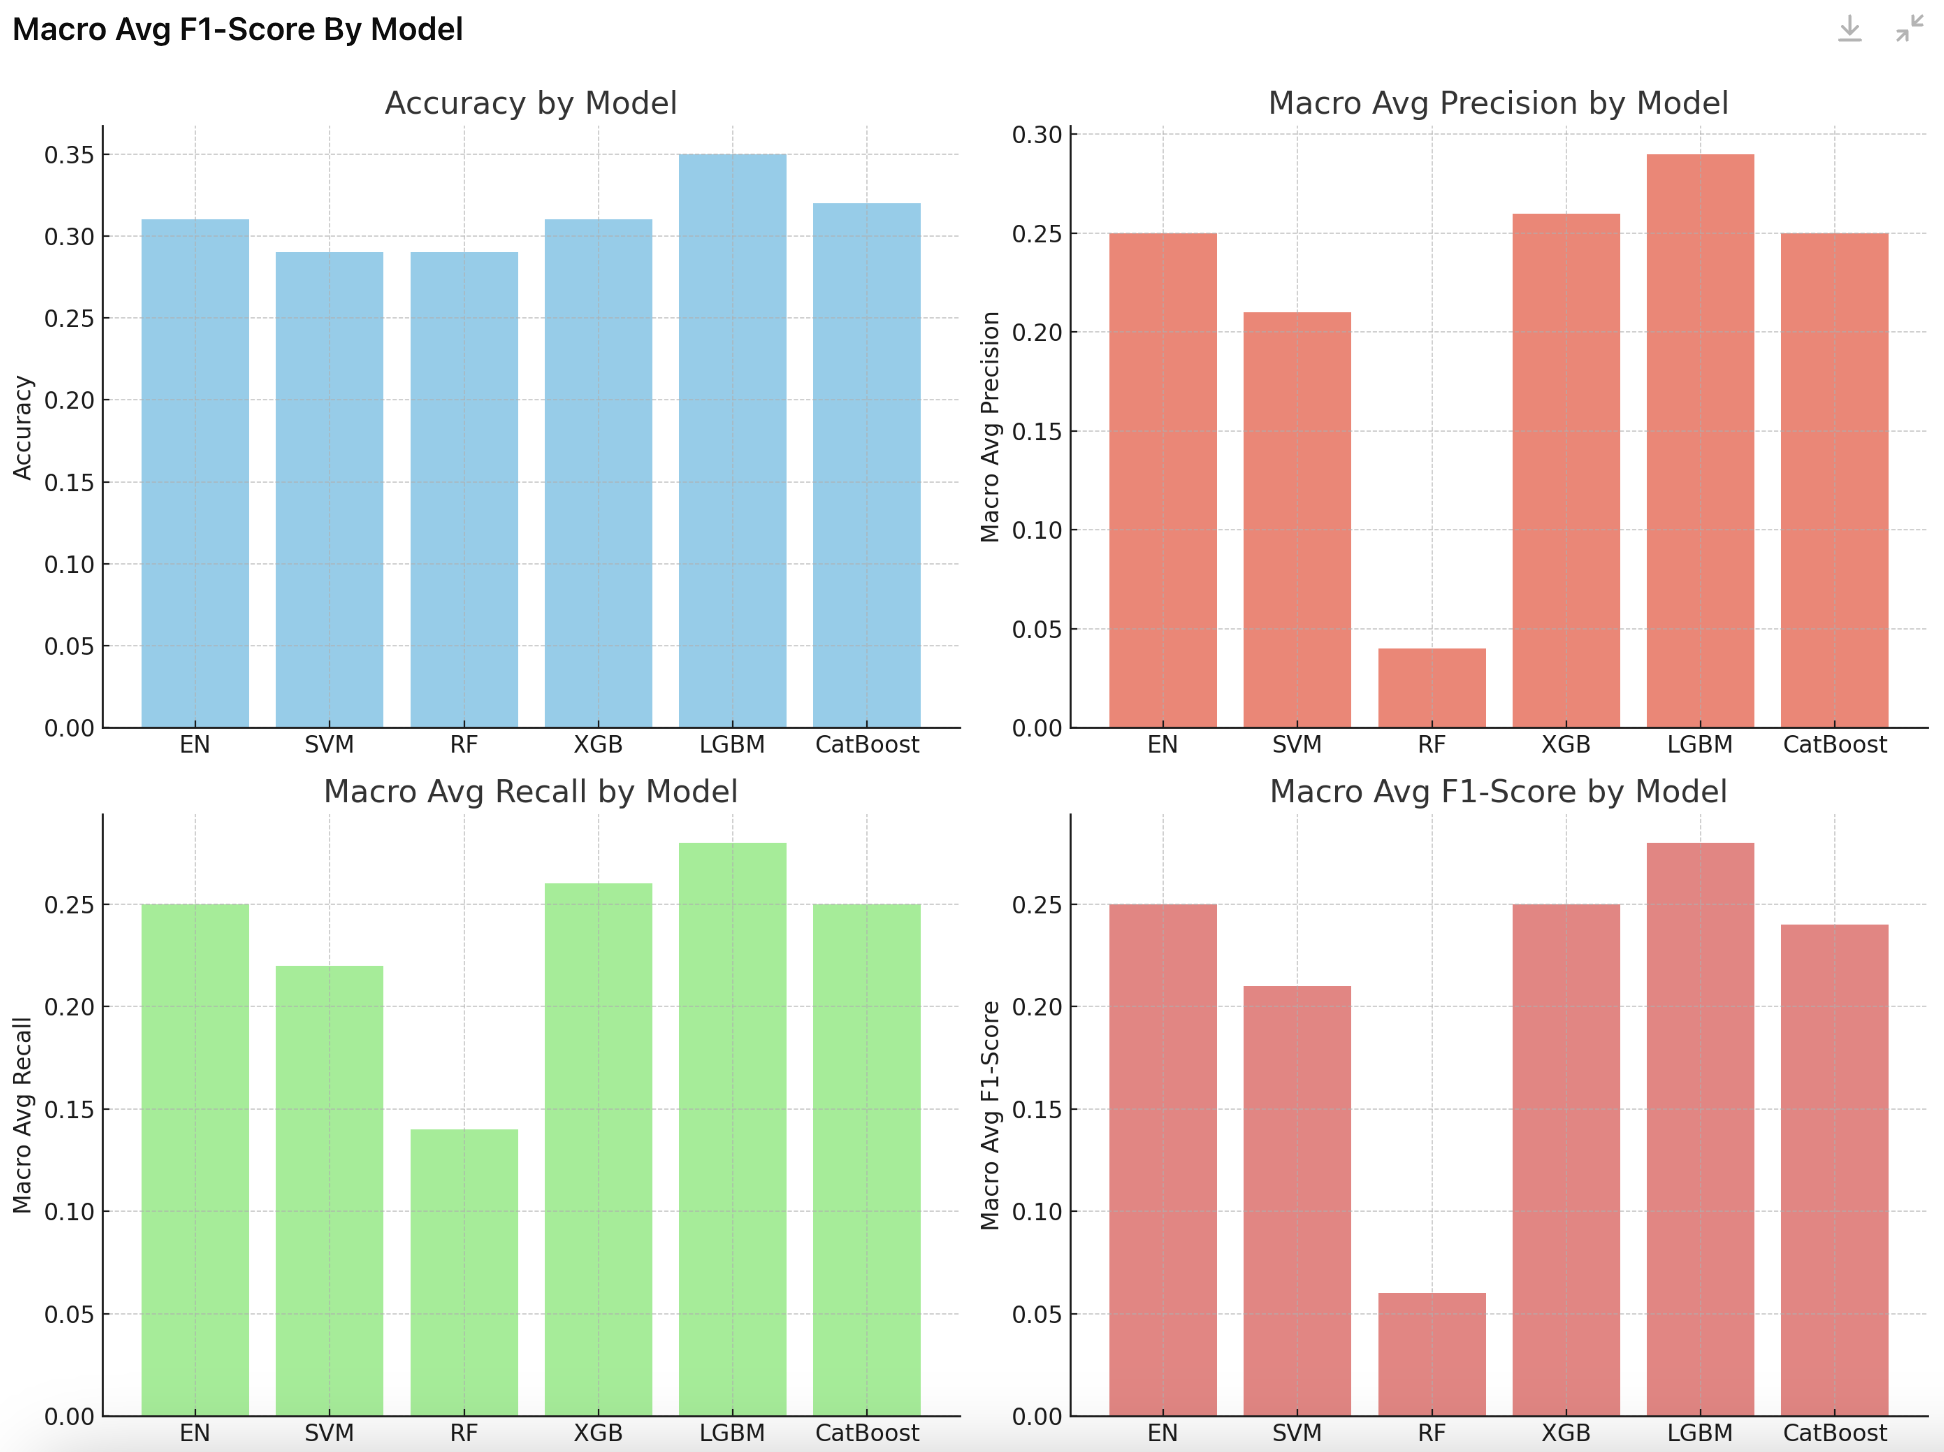 Macro Avg F1-Score By Model
Accuracy by Model
Accuracy
0.35
0.30
0.25
0.20
0.15
0.10
0.05
0.00
EN SVM RF XGB LGBM CatBoost
Macro Avg Precision by Model
Macro Avg Precision
0.30
0.25
0.20
0.15
0.10
0.05
0.00
EN SVM RF XGB LGBM CatBoost
Macro Avg Recall by Model
Macro Avg Recall
0.25
0.20
0.15
0.10
0.05
0.00
EN SVM RF XGB LGBM CatBoost
Macro Avg F1-Score by Model
Macro Avg F1-Score
0.25
0.20
0.15
0.10
0.05
0.00
EN SVM RF XGB LGBM CatBoost